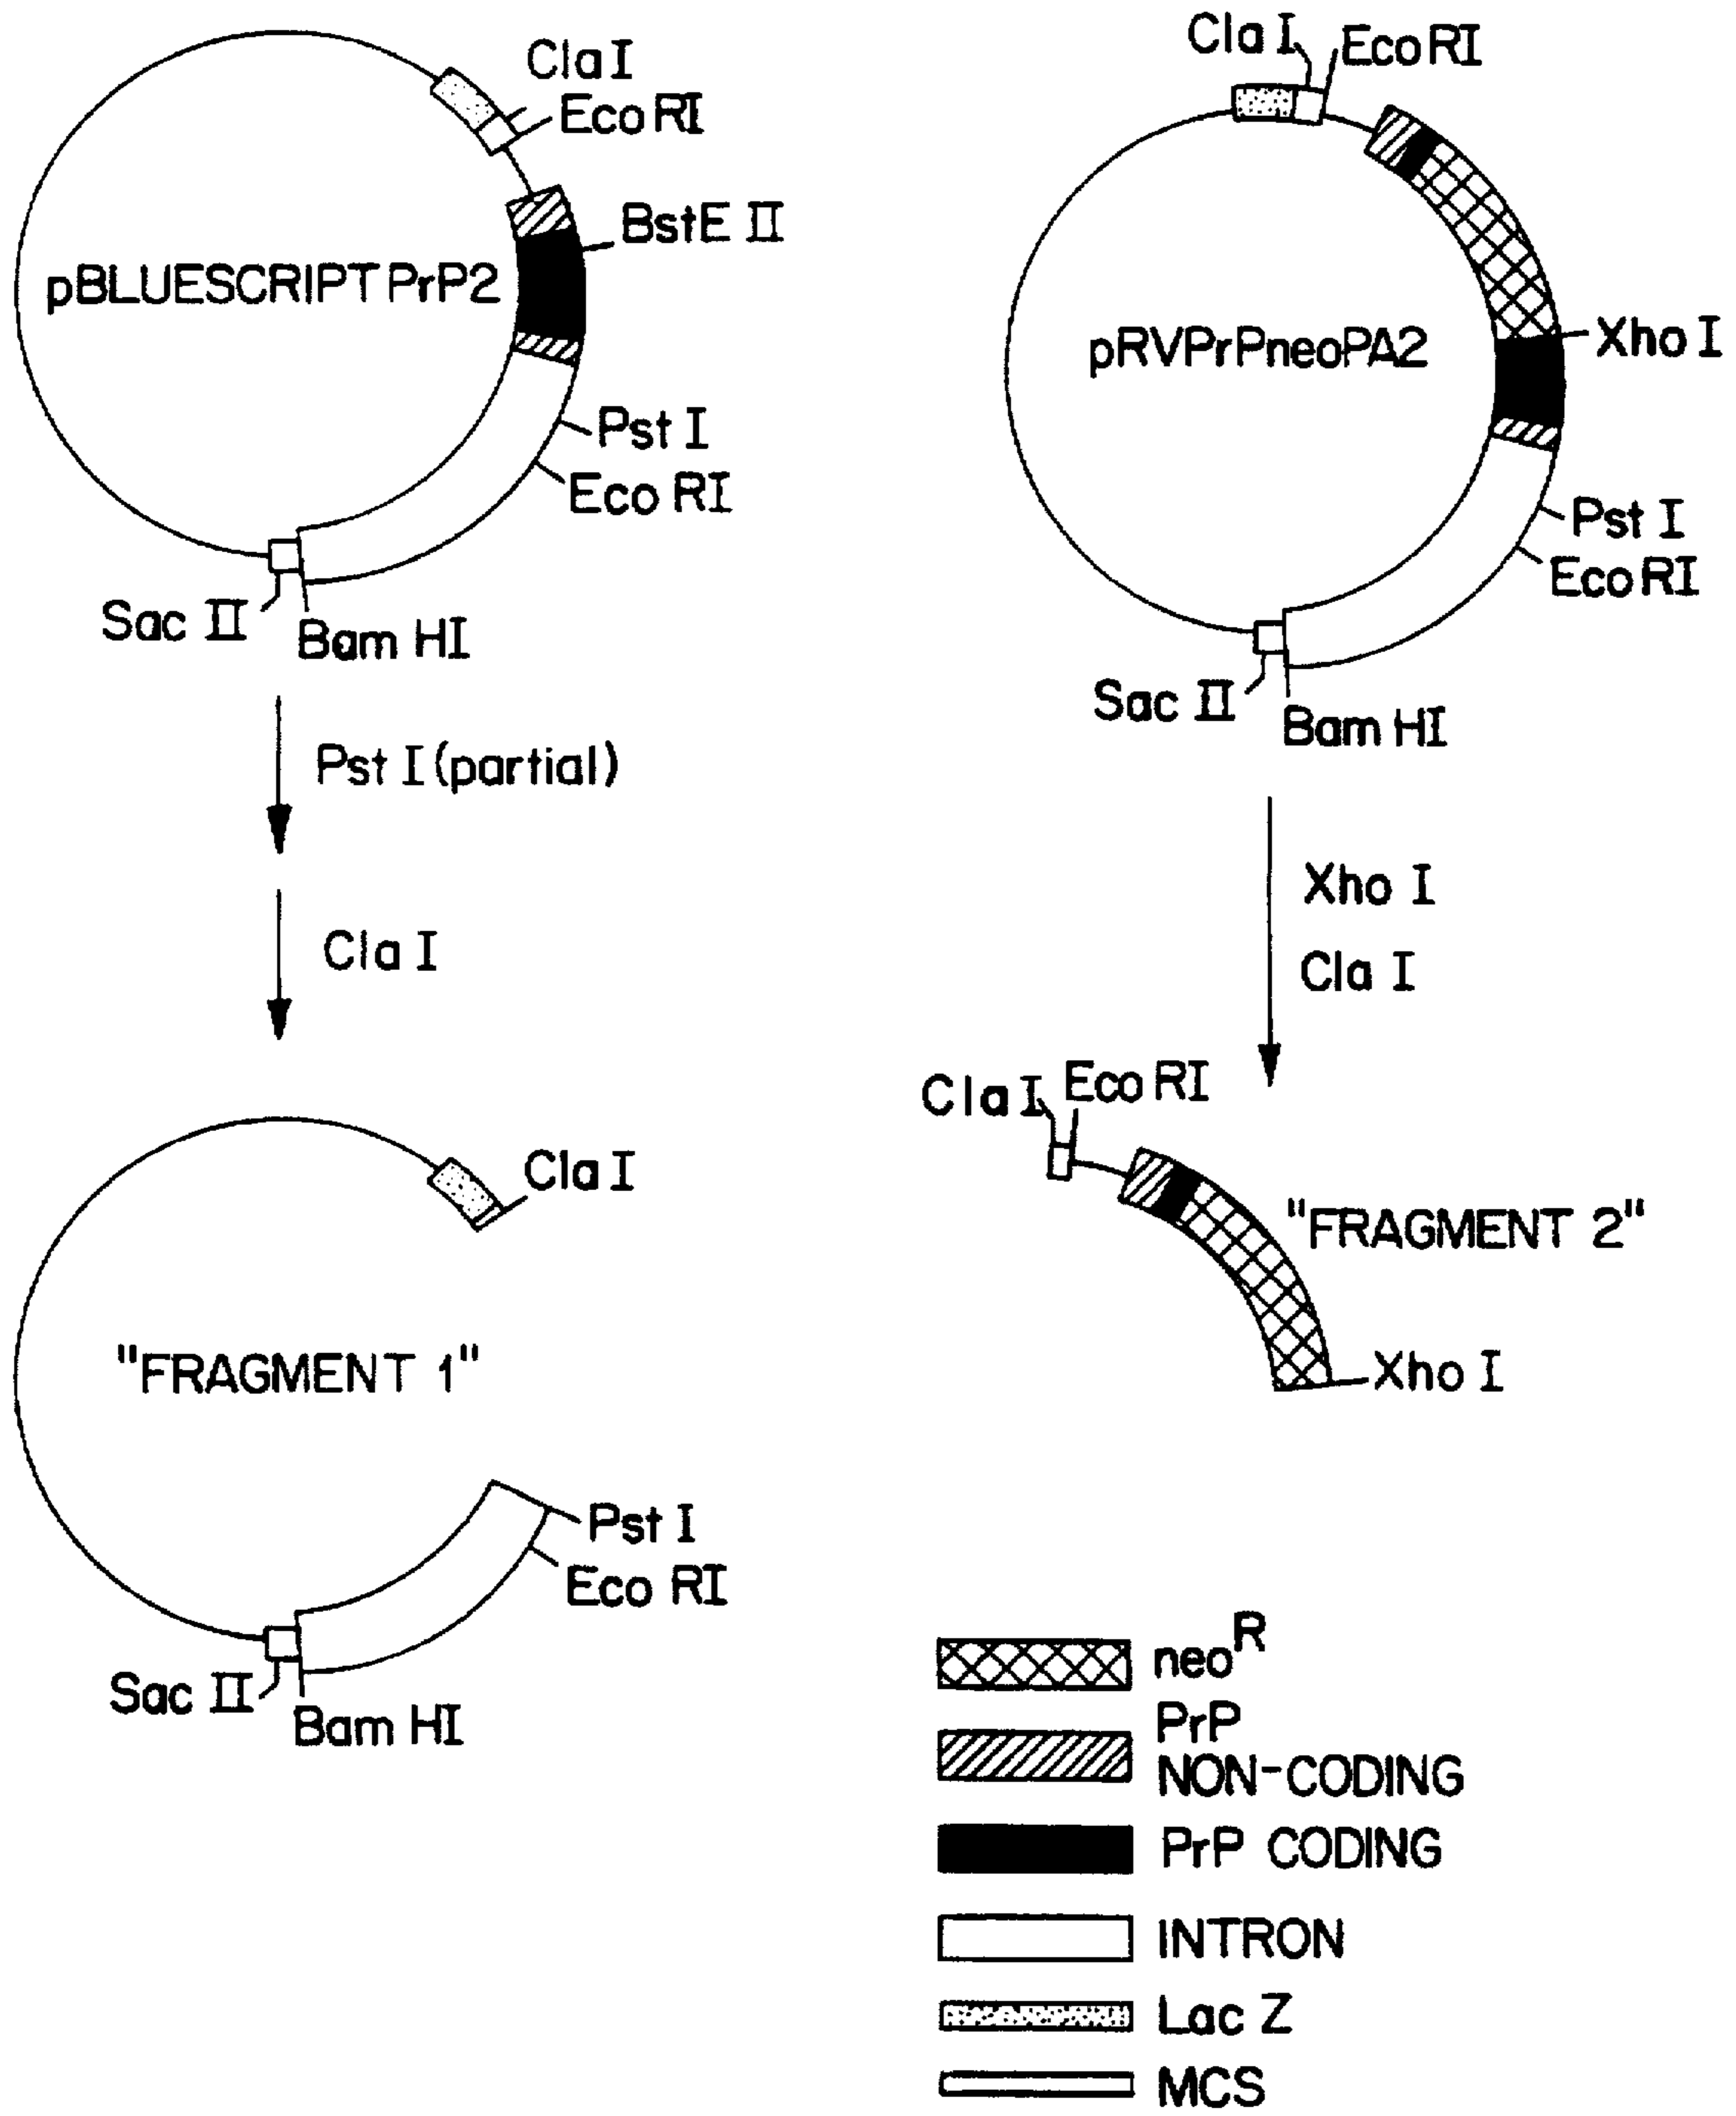 Cla I
Eco RI
BstE II
pBLUESCRIPT PrP2
Pst I
Eco RI
Sac II
Bam HI
Pst I (partial)
Cla I
Cla I
"FRAGMENT 1"
Pst I
Eco RI
Sac II
Bam HI
Cla I
Eco RI
pRVPrPneoPA2
Xho I
Pst I
Eco RI
Sac II
Bam HI
Xho I
Cla I
Cla I
Eco RI
"FRAGMENT 2"
Xho I
neo^R
PrP
NON-CODING
PrP CODING
INTRON
Lac Z
MCS